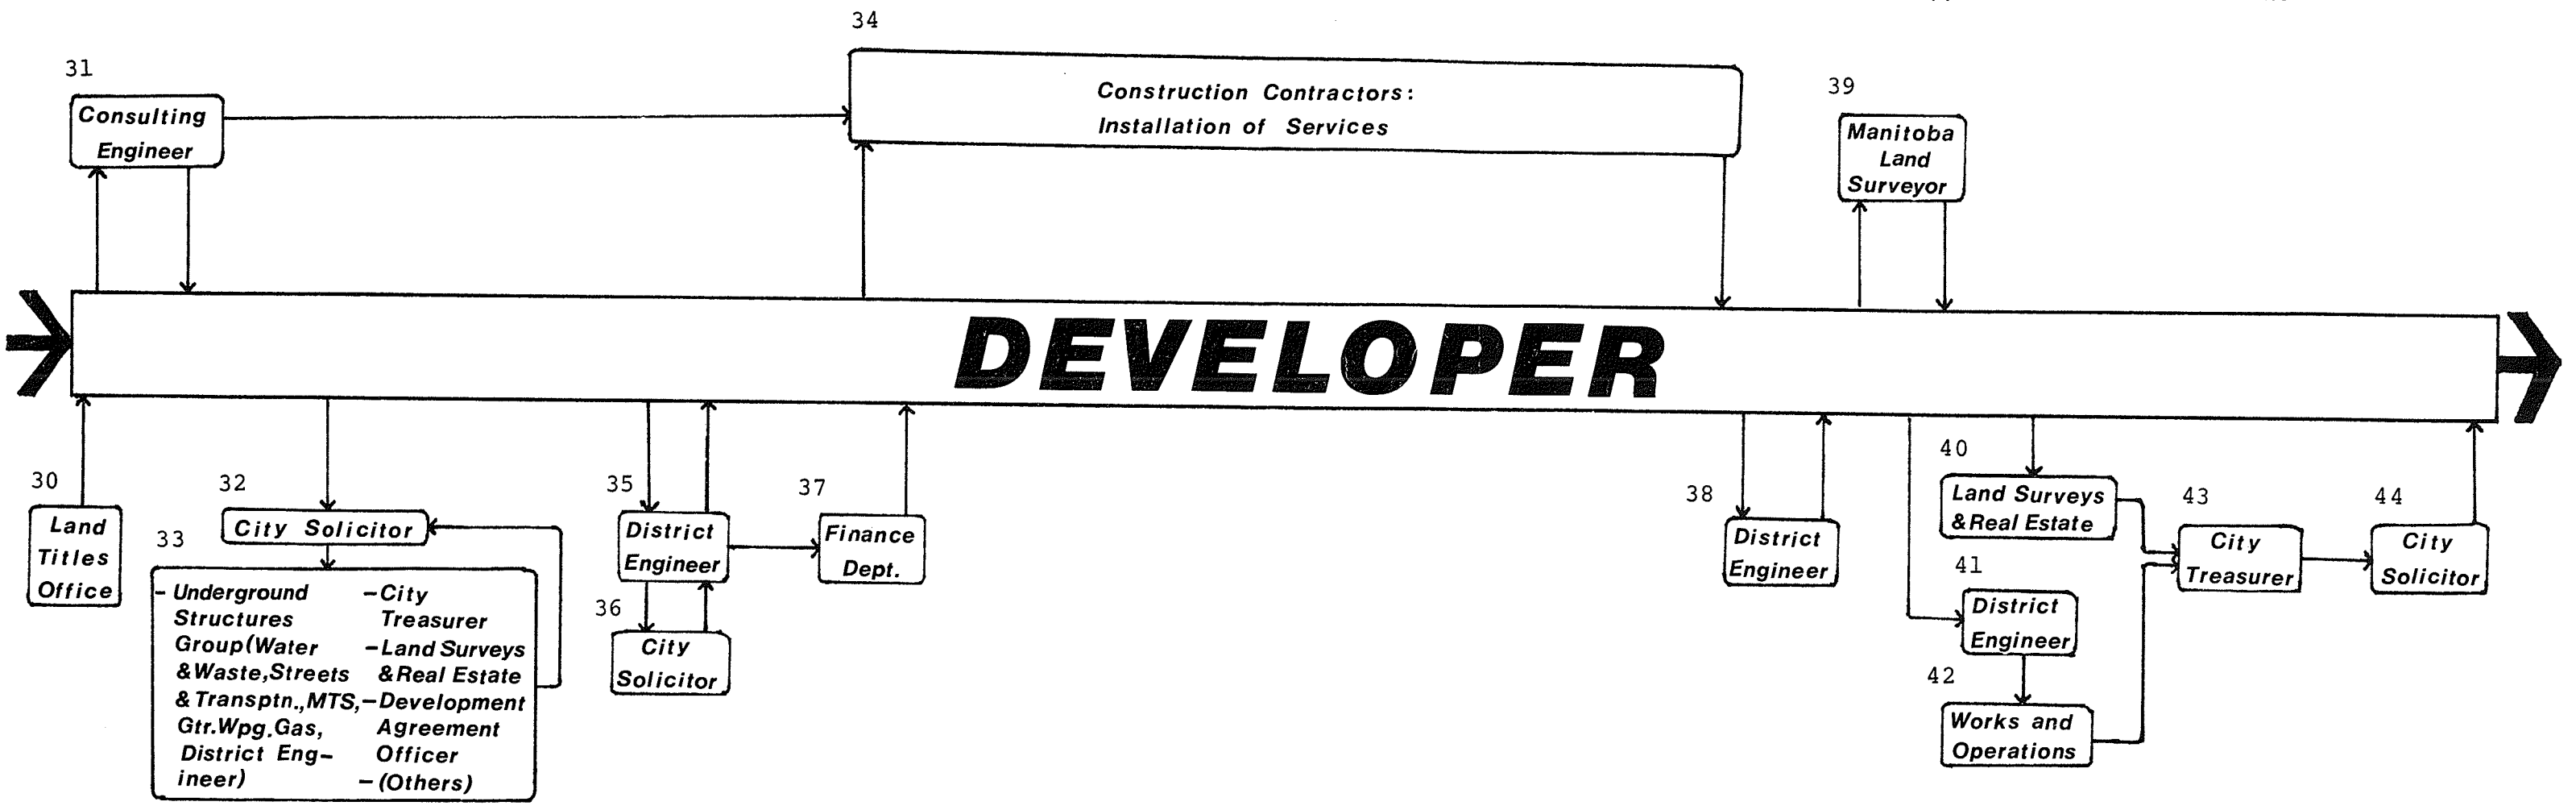 34
31
Consulting
Engineer
Construction Contractors:
Installation of Services
39
Manitoba
Land
Surveyor
DEVELOPER
30
Land
Titles
Office
32
City Solicitor
33
- Underground
Structures
Group(Water
&Waste,Streets
&Transptn.,MTS,
Gtr.Wpg.Gas,
District Eng-
ineer)
-City
Treasurer
-Land Surveys
&Real Estate
-Development
Agreement
Officer
-(Others)
35
District
Engineer
36
City
Solicitor
37
Finance
Dept.
38
District
Engineer
40
Land Surveys
&Real Estate
41
District
Engineer
42
Works and
Operations
43
City
Treasurer
44
City
Solicitor